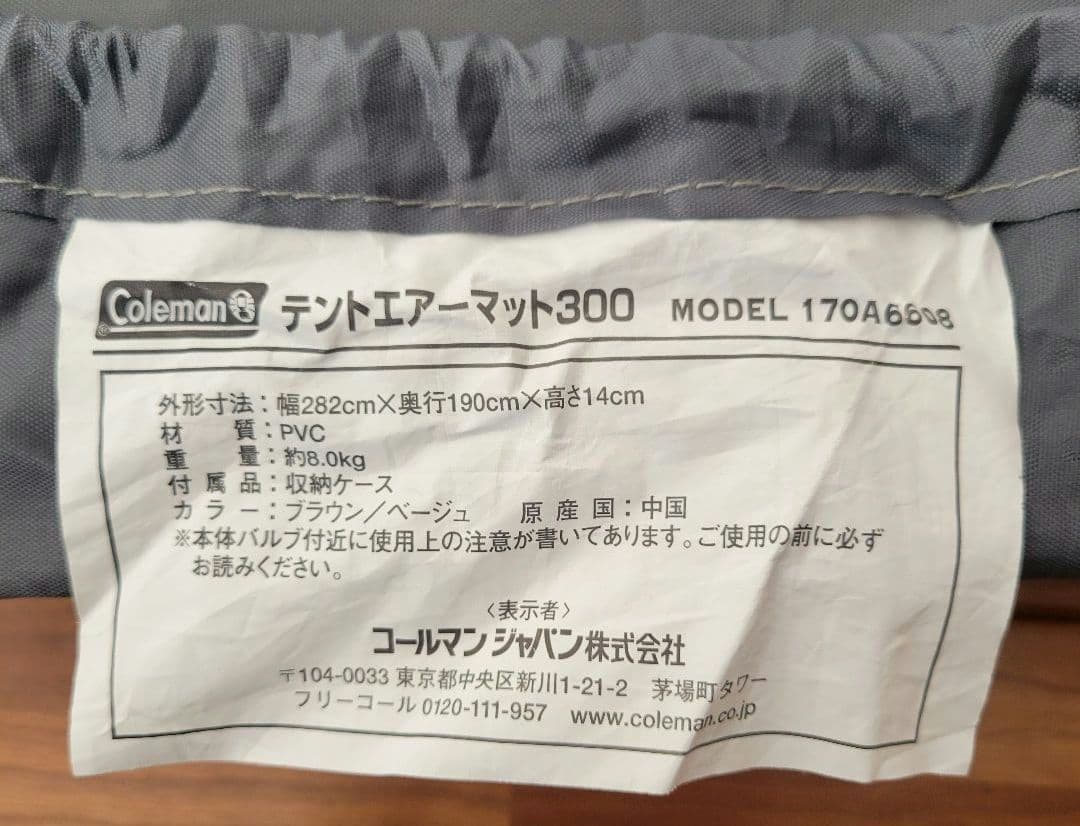 Coleman® テントエアーマット300 MODEL 170A6608
外形寸法：幅282cm×奥行190cm×高さ14cm
材　　質：PVC
重　　量：約8.0kg
付 属 品：収納ケース
カ ラ ー：ブラウン／ベージュ　原 産 国：中国
※本体バルブ付近に使用上の注意が書いてあります。ご使用の前に必ず
お読みください。
〈表示者〉
コールマン ジャパン株式会社
〒104-0033 東京都中央区新川1-21-2　茅場町タワー
フリーコール 0120-111-957　www.coleman.co.jp